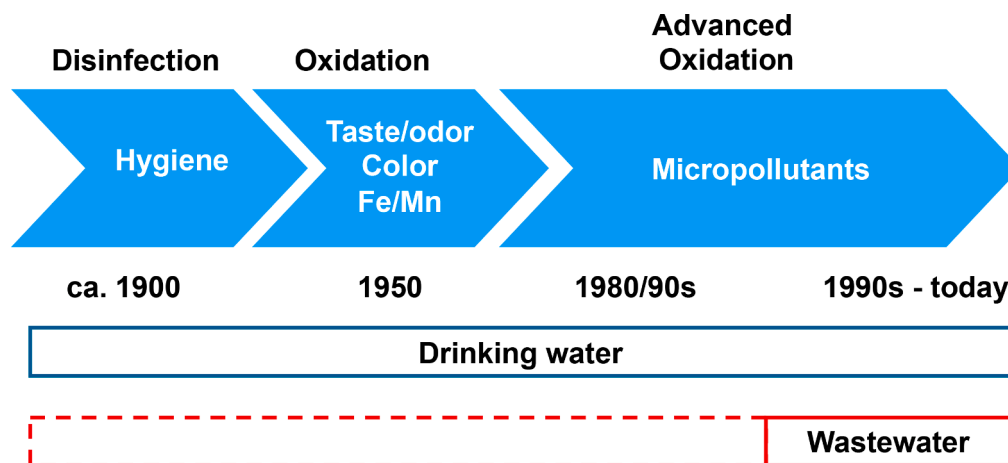 Disinfection
Oxidation
Advanced
Oxidation
Hygiene
Taste/odor
Color
Fe/Mn
Micropollutants
ca. 1900
1950
1980/90s
1990s - today
Drinking water
Wastewater